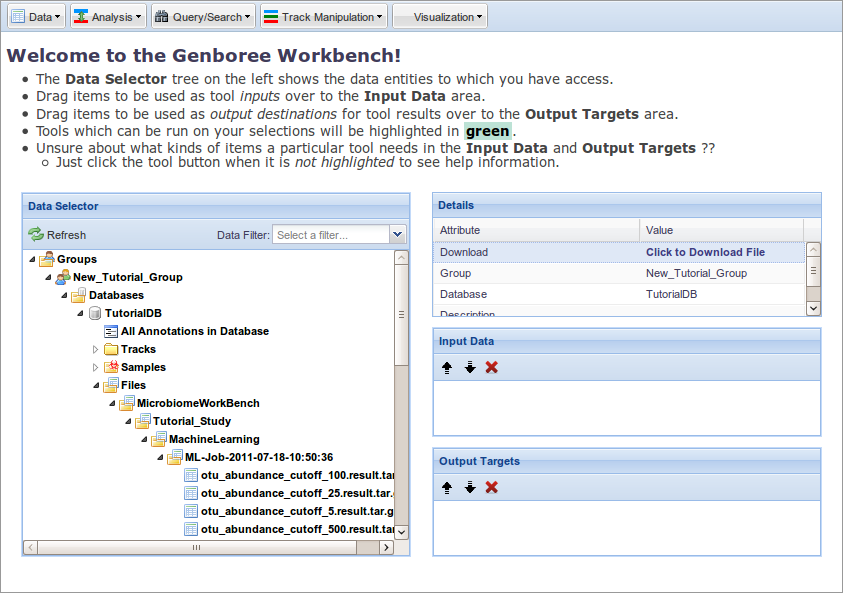 Data Analysis Query/Search Track Manipulation Visualization
Welcome to the Genboree Workbench!
The Data Selector tree on the left shows the data entities to which you have access.
Drag items to be used as tool inputs over to the Input Data area.
Drag items to be used as output destinations for tool results over to the Output Targets area.
Tools which can be run on your selections will be highlighted in green.
Unsure about what kinds of items a particular tool needs in the Input Data and Output Targets ??
Just click the tool button when it is not highlighted to see help information.
Data Selector
Refresh Data Filter: Select a filter...
Groups
New_Tutorial_Group
Databases
TutorialDB
All Annotations in Database
Tracks
Samples
Files
MicrobiomeWorkBench
Tutorial_Study
MachineLearning
ML-Job-2011-07-18-10:50:36
otu_abundance_cutoff_100.result.tar
otu_abundance_cutoff_25.result.tar.
otu_abundance_cutoff_5.result.tar.g
otu_abundance_cutoff_500.result.tar
Details
Attribute Value
Download Click to Download File
Group New_Tutorial_Group
Database TutorialDB
Description
Input Data
Output Targets